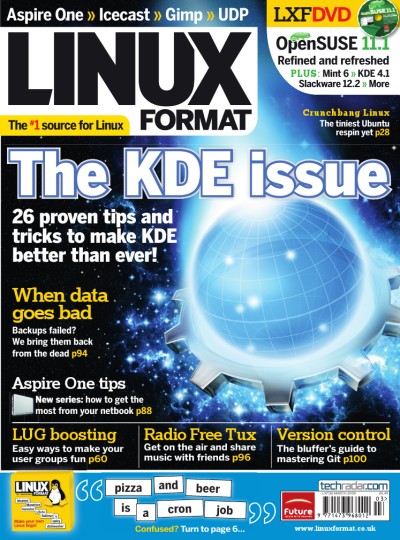 Aspire One » Icecast » Gimp » UDP
LXFDVD
LINUX
FORMAT
The #1 source for Linux
OpenSUSE 11.1
Refined and refreshed
PLUS: Mint 6 » KDE 4.1
Slackware 12.2 » More
Crunchbang Linux
The tiniest Ubuntu
respin yet p28
The KDE issue
26 proven tips and
tricks to make KDE
better than ever!
When data
goes bad
Backups failed?
We bring them back
from the dead p94
Aspire One tips
New series: how to get the
most from your netbook p88
LUG boosting
Easy ways to make your
user groups fun p60
Radio Free Tux
Get on the air and share
music with friends p96
Version control
The bluffer's guide to
mastering Git p100
LINUX
FORMAT
“ pizza and beer
is a cron job ”
Confused? Turn to page 6...
Future
techradar.com
03
9 771473 968012
www.linuxformat.co.uk